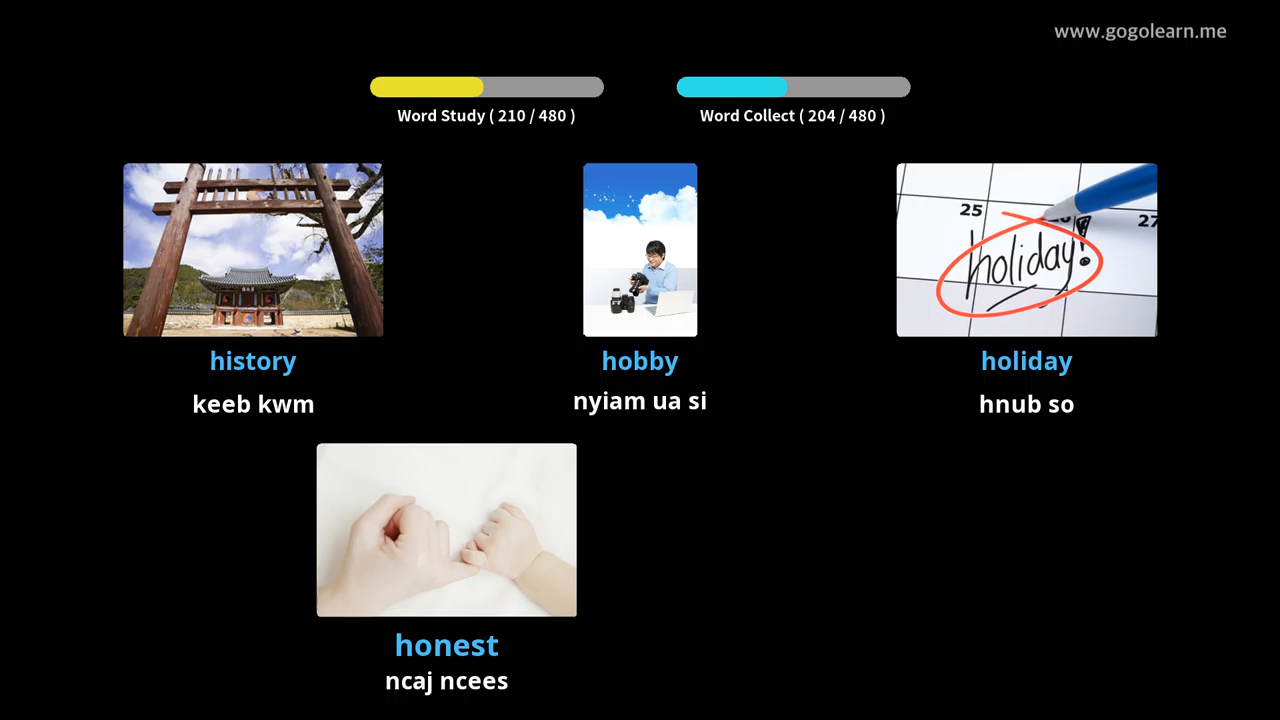 www.gogolearn.me
Word Study ( 210 / 480 )
Word Collect ( 204 / 480 )
25
27
holiday!
history
hobby
holiday
keeb kwm
nyiam ua si
hnub so
honest
ncaj ncees